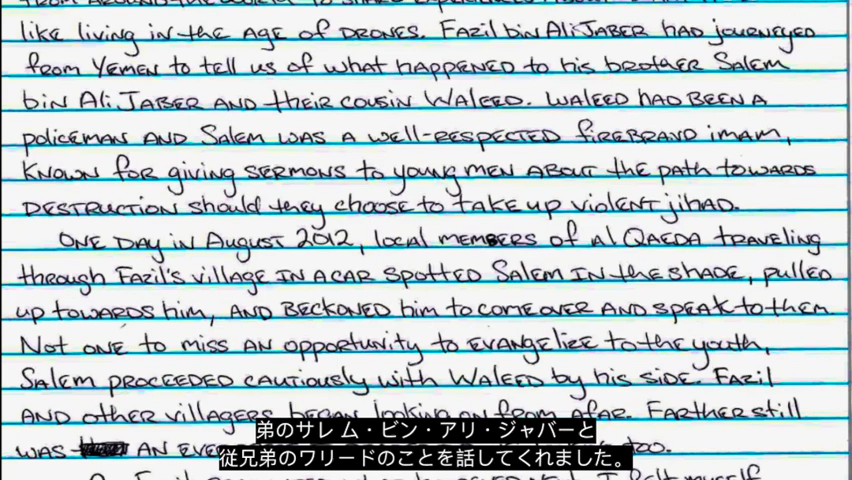 like living in the age of DRONES. Fazil bin Ali JABER HAD journeyed
from Yemen to tell us of what happened to his brother Salem
bin Ali JABER AND their cousin Waleed. Waleed had been a
policeman AND Salem was a well-respected firebrand imam,
known for giving sermons to young men about the path towards
destruction should they choose to take up violent jihad.
One day in August 2012, local members of al Qaeda traveling
through Fazil's village in a car spotted Salem in the shade, pulled
up towards him, and beckoned him to come over and speak to them.
Not one to miss an opportunity to evangelize to the youth,
Salem proceeded cautiously with Waleed by his side. Fazil
and other villagers began looking on from afar. Farther still
was an too.
弟のサレム・ビン・アリ・ジャバーと
従兄弟のワリードのことを話してくれました。
I felt myself